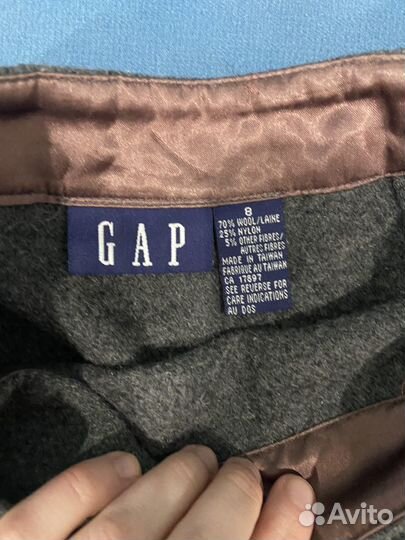 GAP
8
70% WOOL/LAINE
25% NYLON
5% OTHER FIBRES/
AUTRES FIBRES
MADE IN TAIWAN
FABRIQUE AU TAIWAN
CA 17897
SEE REVERSE FOR
CARE INDICATIONS
AU DOS
Avito